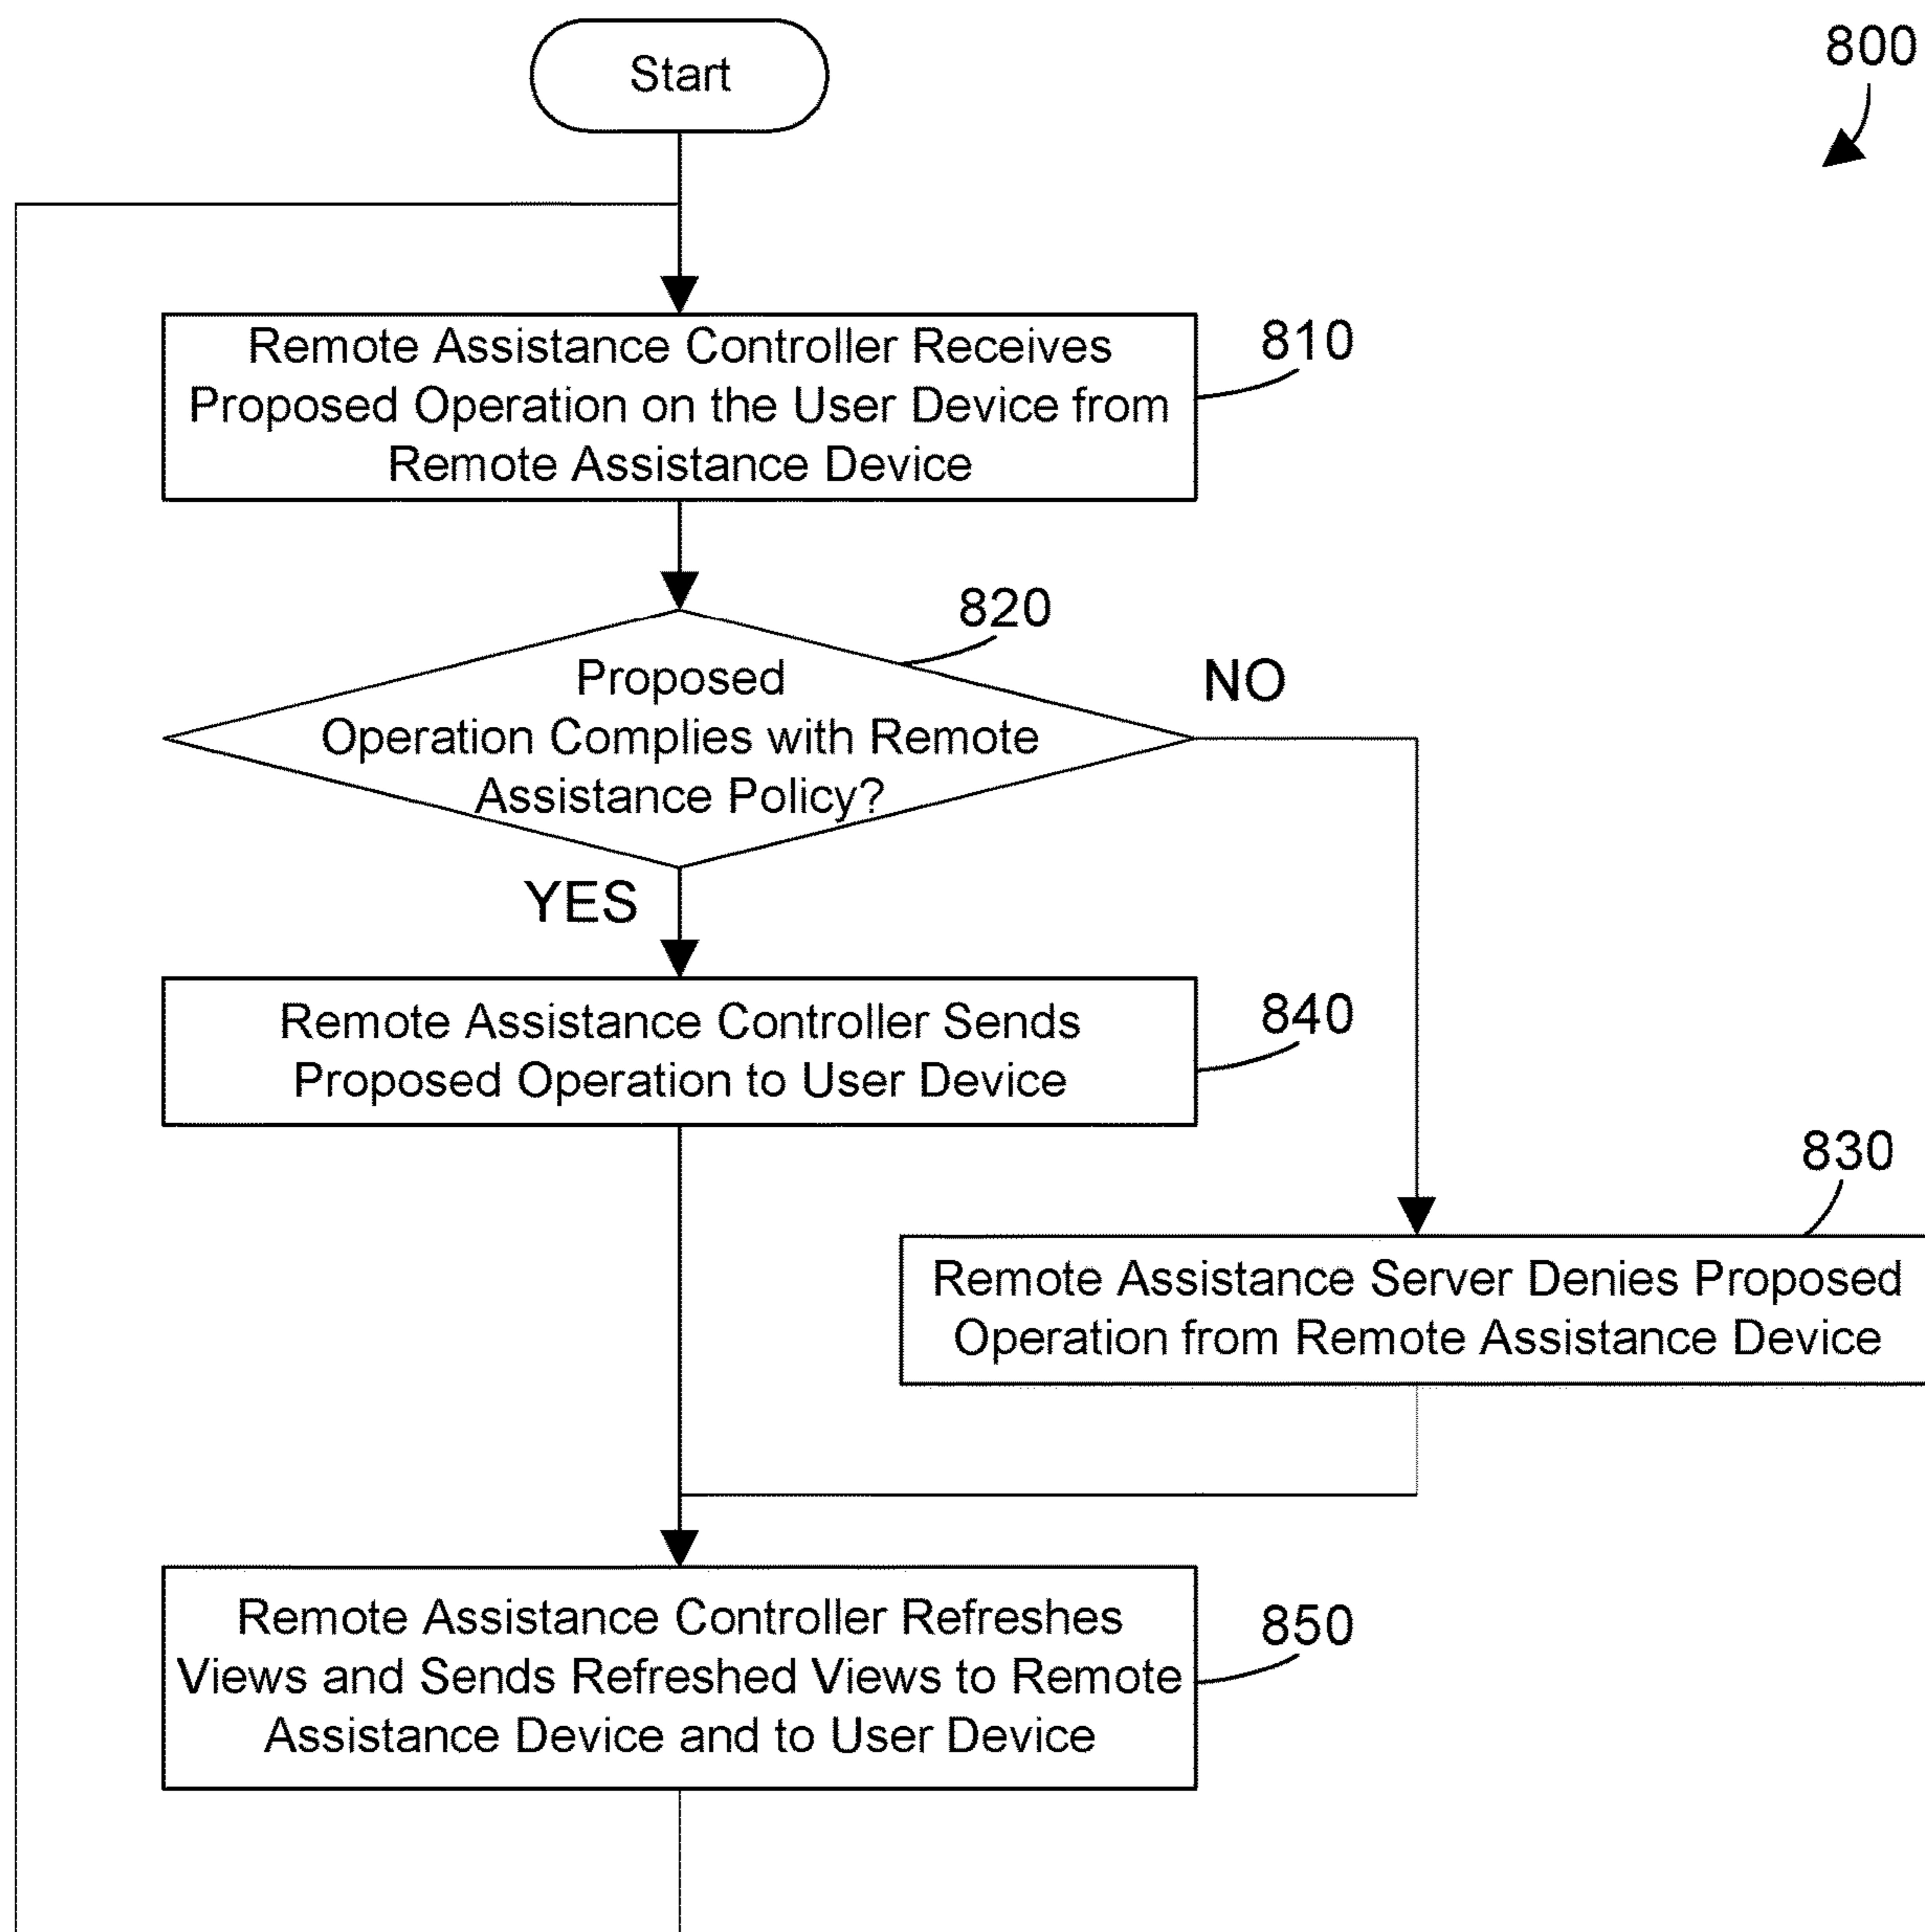 Start
800
Remote Assistance Controller Receives
Proposed Operation on the User Device from
Remote Assistance Device
810
820
Proposed
Operation Complies with Remote
Assistance Policy?
NO
YES
Remote Assistance Controller Sends
Proposed Operation to User Device
840
830
Remote Assistance Server Denies Proposed
Operation from Remote Assistance Device
Remote Assistance Controller Refreshes
Views and Sends Refreshed Views to Remote
Assistance Device and to User Device
850